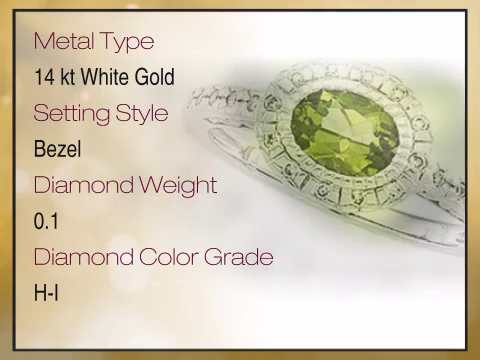 Metal Type
14 kt White Gold
Setting Style
Bezel
Diamond Weight
0.1
Diamond Color Grade
H-I